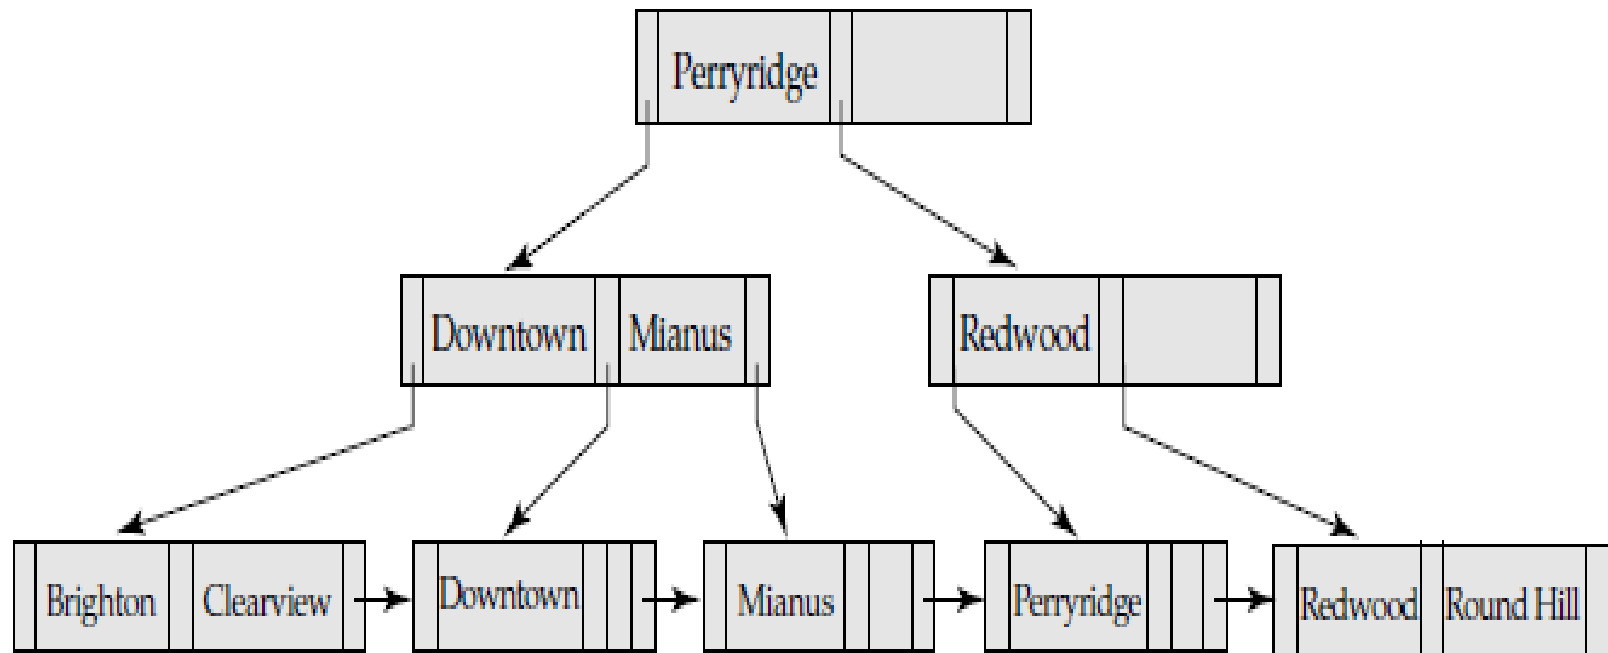 Perryridge
Downtown Mianus
Redwood
Brighton Clearview
Downtown
Mianus
Perryridge
Redwood Round Hill